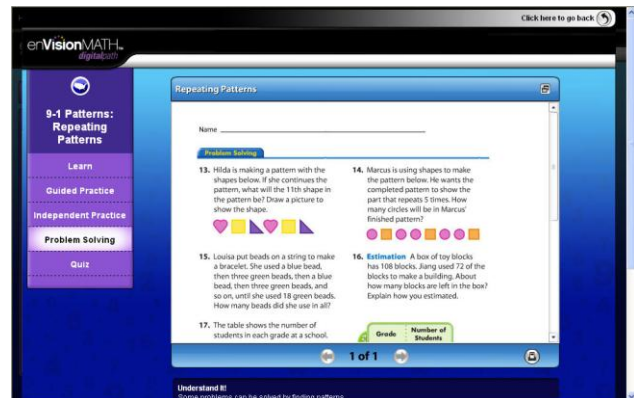 Click here to go back
enVisionMATH™
digitalpath
9-1 Patterns:
Repeating
Patterns
Learn
Guided Practice
Independent Practice
Problem Solving
Quiz
Repeating Patterns
Name
Problem Solving
13. Hilda is making a pattern with the
shapes below. If she continues the
pattern, what will the 11th shape in
the pattern be? Draw a picture to
show the shape.
14. Marcus is using shapes to make
the pattern below. He wants the
completed pattern to show the
part that repeats 5 times. How
many circles will be in Marcus'
finished pattern?
15. Louisa put beads on a string to make
a bracelet. She used a blue bead,
then three green beads, then a blue
bead, then three green beads, and
so on, until she used 18 green beads.
How many beads did she use in all?
16. Estimation A box of toy blocks
has 108 blocks. Jiang used 72 of the
blocks to make a building. About
how many blocks are left in the box?
Explain how you estimated.
17. The table shows the number of
students in each grade at a school.
Grade
Number of
Students
1 of 1
Understand It!
Some problems can be solved by finding patterns